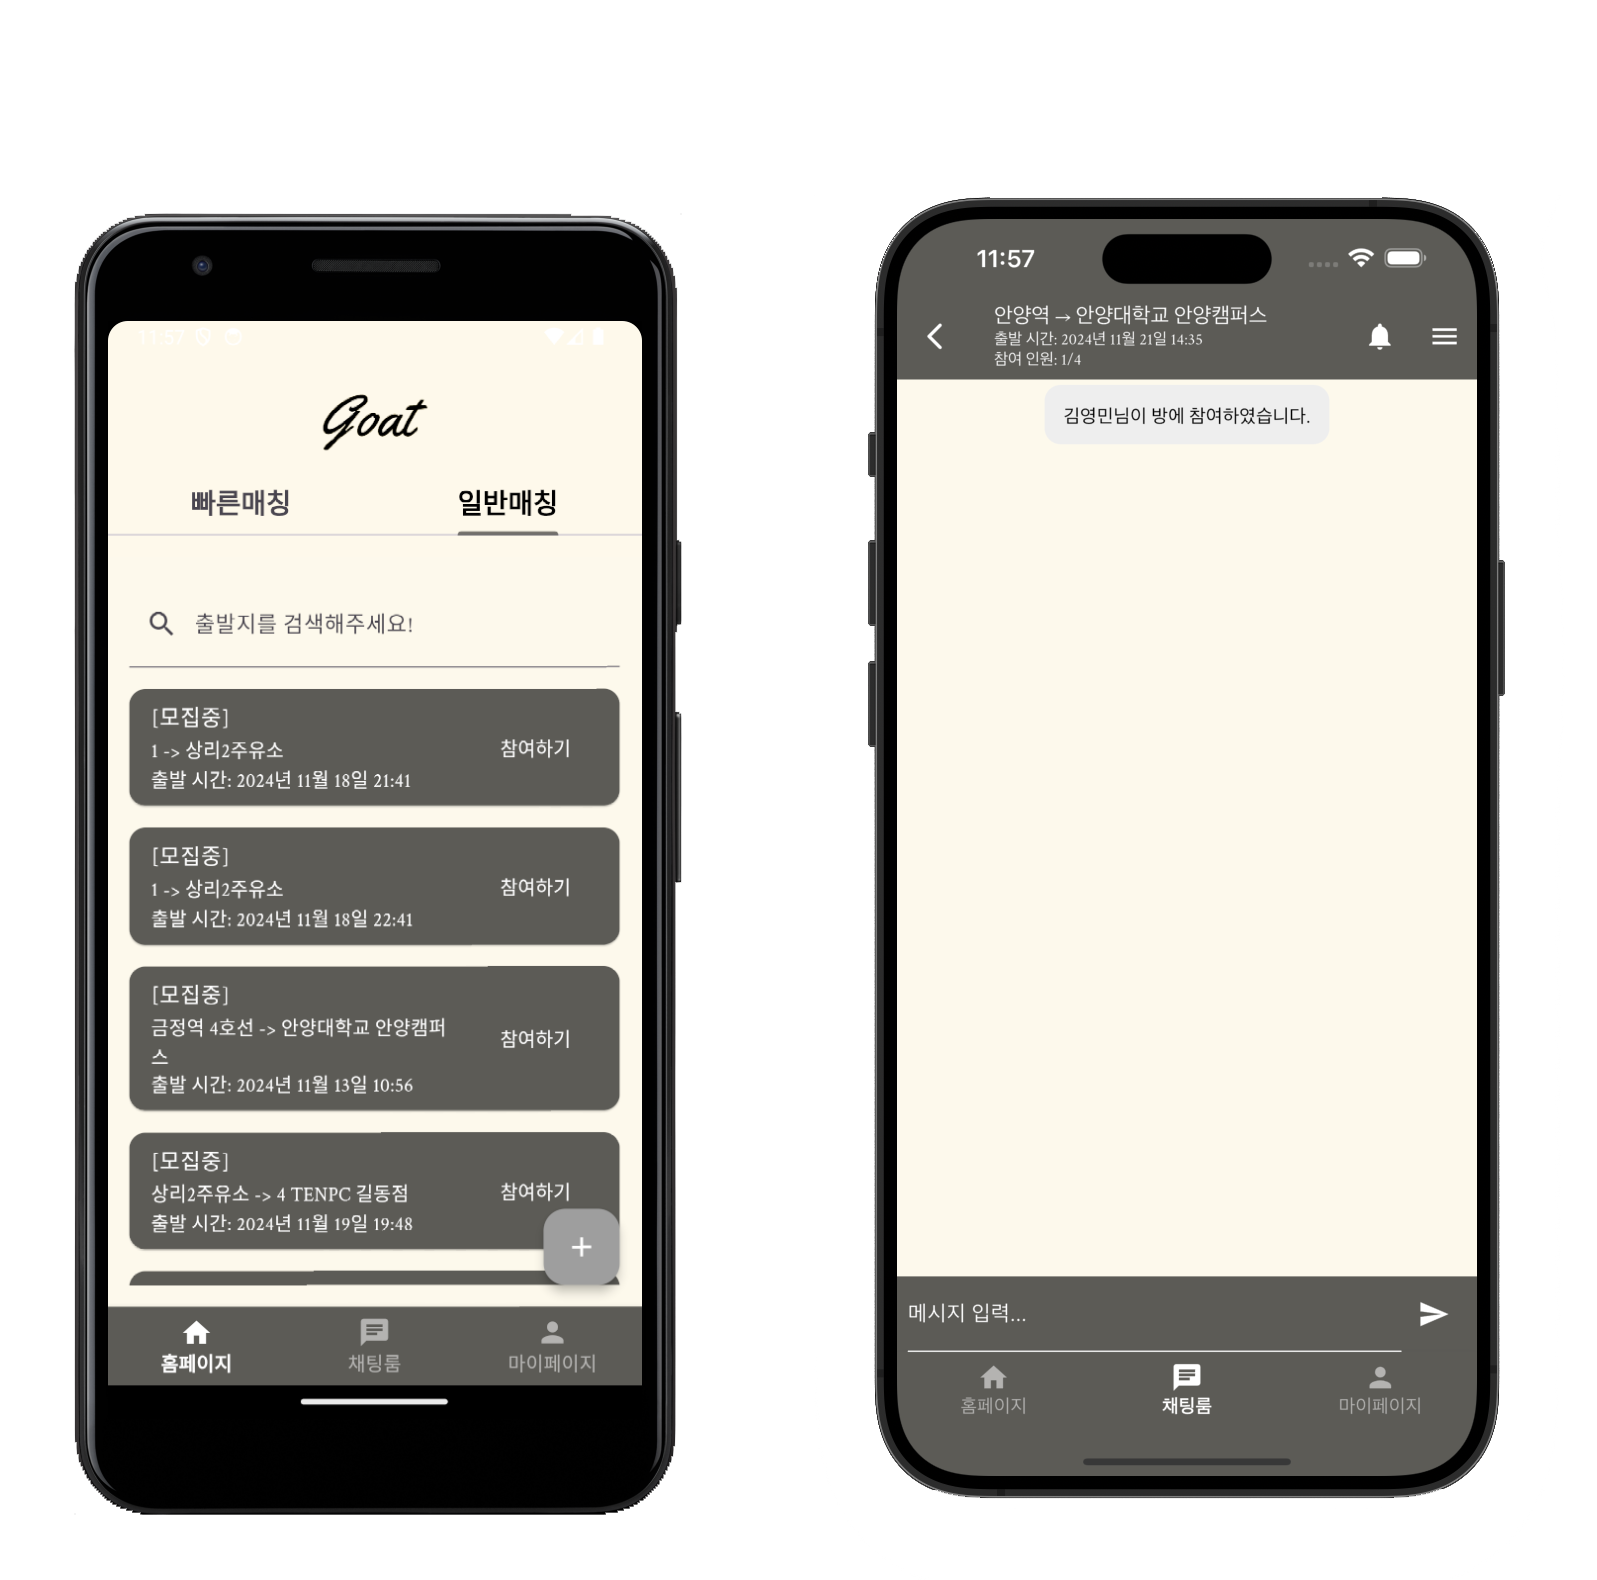 11:57
Goat
빠른매칭
일반매칭
출발지를 검색해주세요!
[모집중]
1 -> 상리2주유소
출발 시간: 2024년 11월 18일 21:41
참여하기
[모집중]
1 -> 상리2주유소
출발 시간: 2024년 11월 18일 22:41
참여하기
[모집중]
금정역 4호선 -> 안양대학교 안양캠퍼
스
출발 시간: 2024년 11월 13일 10:56
참여하기
[모집중]
상리2주유소 -> 4 TENPC 길동점
출발 시간: 2024년 11월 19일 19:48
참여하기
+
홈페이지
채팅룸
마이페이지
11:57
안양역 → 안양대학교 안양캠퍼스
출발 시간: 2024년 11월 21일 14:35
참여 인원: 1/4
김영민님이 방에 참여하였습니다.
메시지 입력...
홈페이지
채팅룸
마이페이지